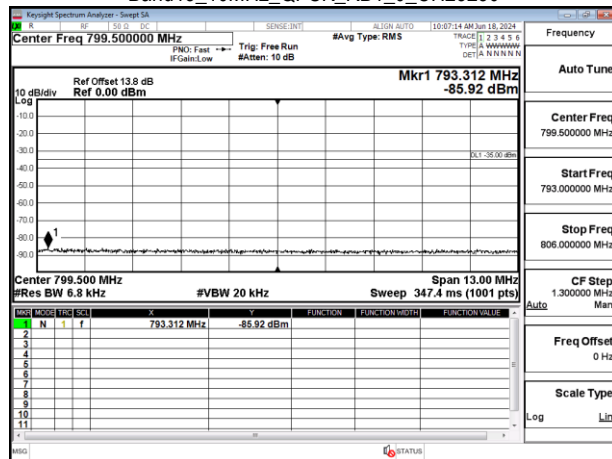 Keysight Spectrum Analyzer - Swept SA
R RF 50 Ω DC SENSE:INT ALIGN AUTO 10:07:14 AM Jun 18, 2024
Center Freq 799.500000 MHz
PNO: Fast Trig: Free Run
IFGain:Low #Atten: 10 dB
#Avg Type: RMS
TRACE 1 2 3 4 5 6
TYPE A WWWWW
DET A N N N N N
Frequency
Auto Tune
Center Freq
799.500000 MHz
Start Freq
793.000000 MHz
Stop Freq
806.000000 MHz
CF Step
1.300000 MHz
Auto Man
Freq Offset
0 Hz
Scale Type
Log Lin
Ref Offset 13.8 dB
10 dB/div Ref 0.00 dBm
Log
Mkr1 793.312 MHz
-85.92 dBm
-10.0
-20.0
-30.0
DL1 -35.00 dBm
-40.0
-50.0
-60.0
-70.0
-80.0
1
-90.0
Center 799.500 MHz Span 13.00 MHz
#Res BW 6.8 kHz #VBW 20 kHz Sweep 347.4 ms (1001 pts)
MKR MODE TRC SCL X Y FUNCTION FUNCTION WIDTH FUNCTION VALUE
1 N 1 f 793.312 MHz -85.92 dBm
2
3
4
5
6
7
8
9
10
11
MSG STATUS